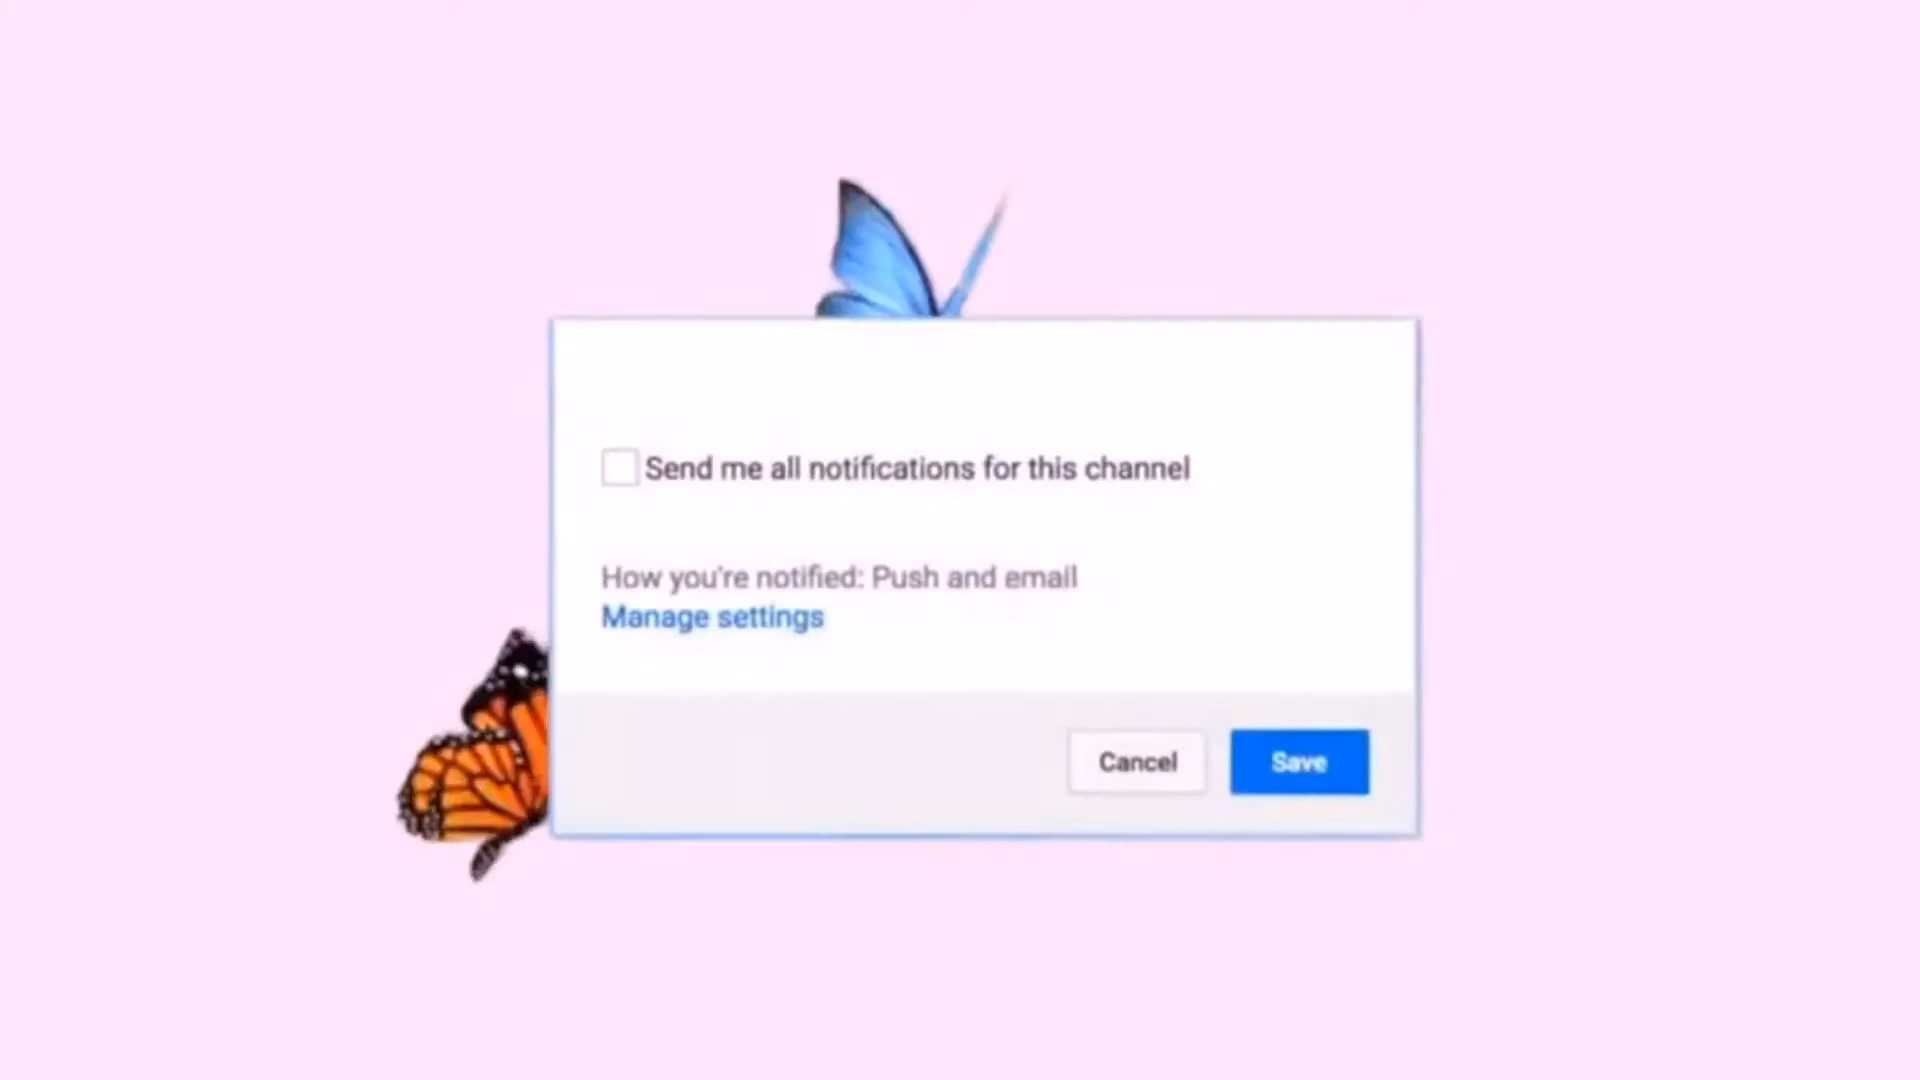 Send me all notifications for this channel
How you're notified: Push and email
Manage settings
Cancel
Save